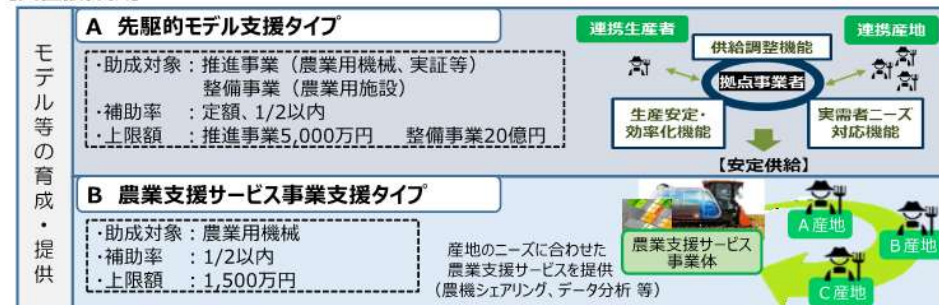 モデル等の育成・提供
A 先駆的モデル支援タイプ
・助成対象：推進事業（農業用機械、実証等）
整備事業（農業用施設）
・補助率　：定額、1/2以内
・上限額　：推進事業5,000万円　整備事業20億円
連携生産者
連携産地
供給調整機能
拠点事業者
生産安定・
効率化機能
実需者ニーズ
対応機能
【安定供給】
B 農業支援サービス事業支援タイプ
・助成対象：農業用機械
・補助率　：1/2以内
・上限額　：1,500万円
産地のニーズに合わせた
農業支援サービスを提供
（農機シェアリング、データ分析 等）
農業支援サービス
事業体
A産地
B産地
C産地